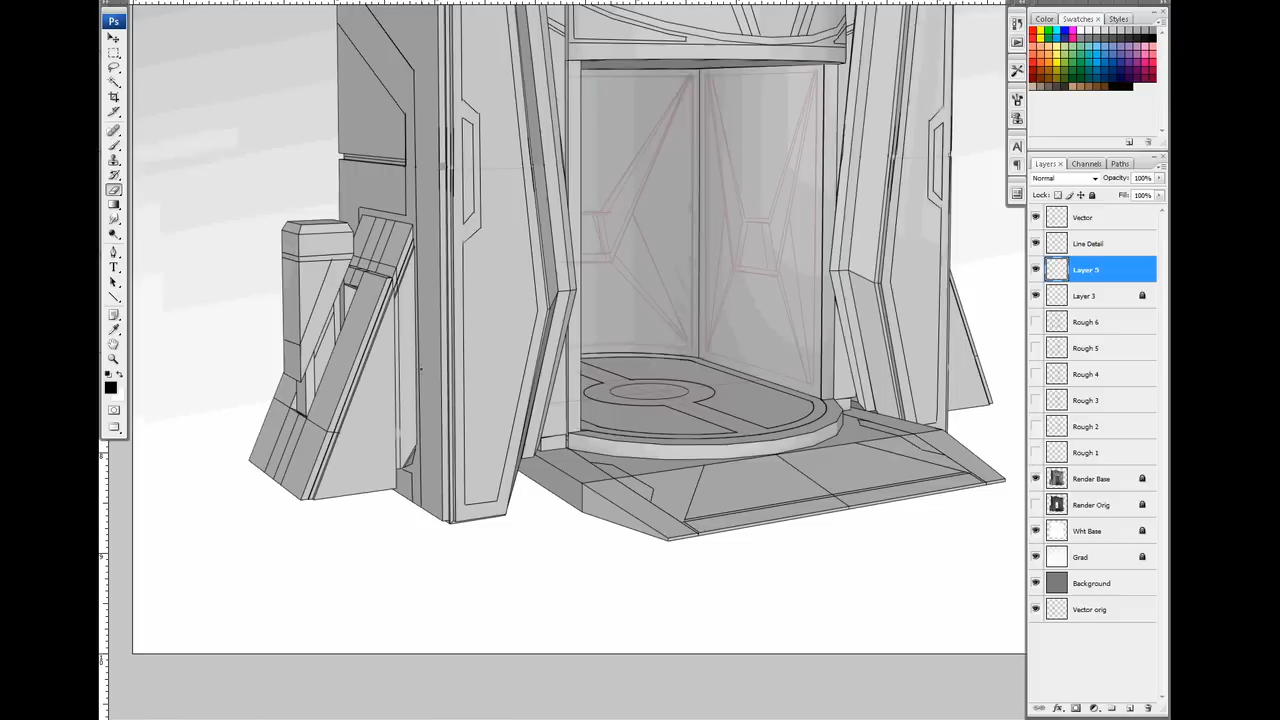 Ps
Color
Swatches ×
Styles
Layers ×
Channels
Paths
Normal
Opacity: 100%
Lock:
Fill: 100%
Vector
Line Detail
Layer 5
Layer 3
Rough 6
Rough 5
Rough 4
Rough 3
Rough 2
Rough 1
Render Base
Render Orig
Wht Base
Grad
Background
Vector orig